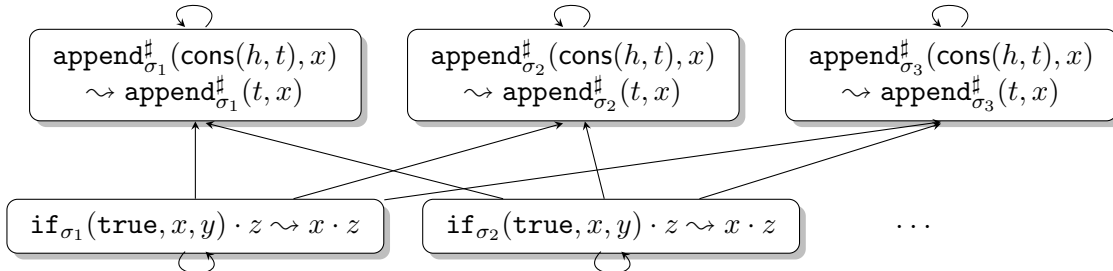 append♯σ1(cons(h, t), x)
⇝ append♯σ1(t, x)
append♯σ2(cons(h, t), x)
⇝ append♯σ2(t, x)
append♯σ3(cons(h, t), x)
⇝ append♯σ3(t, x)
ifσ1(true, x, y) · z ⇝ x · z
ifσ2(true, x, y) · z ⇝ x · z
···